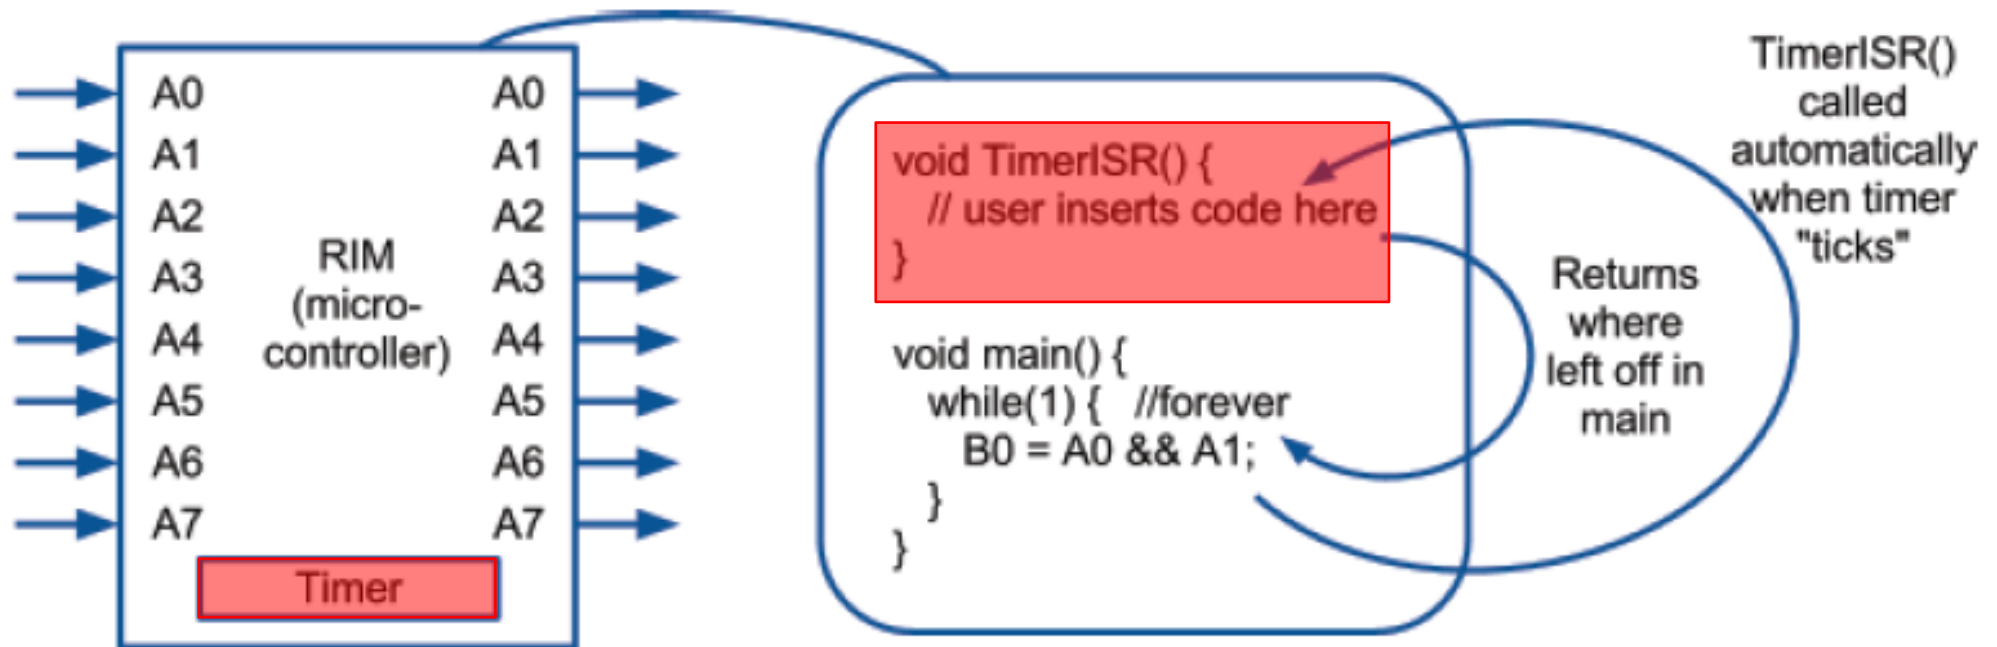 A0 A0
A1 A1
A2 A2
A3 A3
A4 A4
A5 A5
A6 A6
A7 A7
RIM
(micro-
controller)
Timer
void TimerISR() {
// user inserts code here
}
void main() {
while(1) { //forever
B0 = A0 && A1;
}
}
Returns
where
left off in
main
TimerISR()
called
automatically
when timer
"ticks"